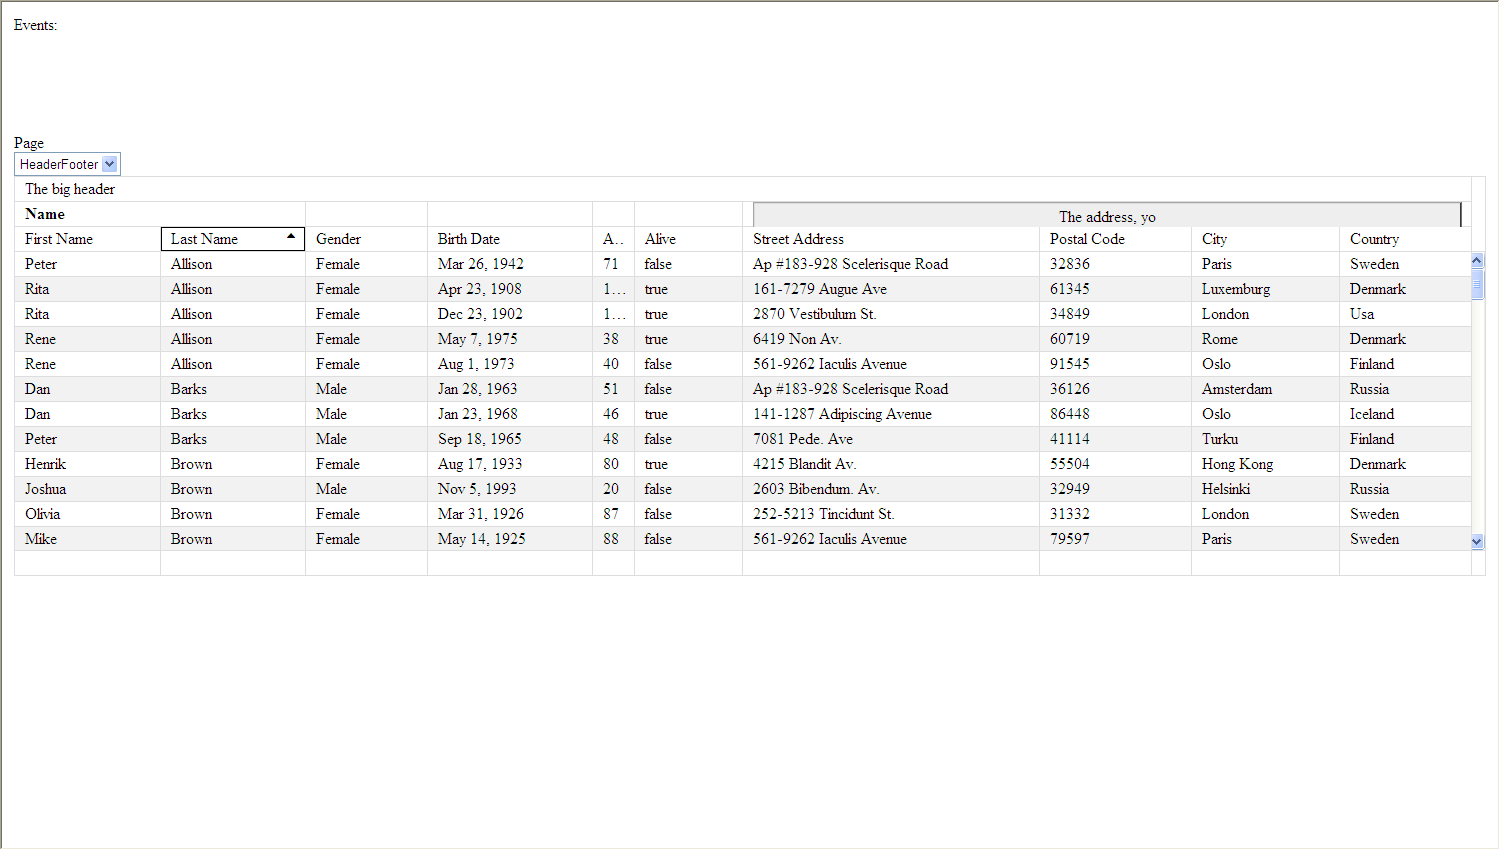 Events:
Page
HeaderFooter
The big header
Name The address, yo
First Name Last Name Gender Birth Date A... Alive Street Address Postal Code City Country
Peter Allison Female Mar 26, 1942 71 false Ap #183-928 Scelerisque Road 32836 Paris Sweden
Rita Allison Female Apr 23, 1908 1... true 161-7279 Augue Ave 61345 Luxemburg Denmark
Rita Allison Female Dec 23, 1902 1... true 2870 Vestibulum St. 34849 London Usa
Rene Allison Female May 7, 1975 38 true 6419 Non Av. 60719 Rome Denmark
Rene Allison Female Aug 1, 1973 40 false 561-9262 Iaculis Avenue 91545 Oslo Finland
Dan Barks Male Jan 28, 1963 51 false Ap #183-928 Scelerisque Road 36126 Amsterdam Russia
Dan Barks Male Jan 23, 1968 46 true 141-1287 Adipiscing Avenue 86448 Oslo Iceland
Peter Barks Male Sep 18, 1965 48 false 7081 Pede. Ave 41114 Turku Finland
Henrik Brown Female Aug 17, 1933 80 true 4215 Blandit Av. 55504 Hong Kong Denmark
Joshua Brown Male Nov 5, 1993 20 false 2603 Bibendum. Av. 32949 Helsinki Russia
Olivia Brown Female Mar 31, 1926 87 false 252-5213 Tincidunt St. 31332 London Sweden
Mike Brown Female May 14, 1925 88 false 561-9262 Iaculis Avenue 79597 Paris Sweden